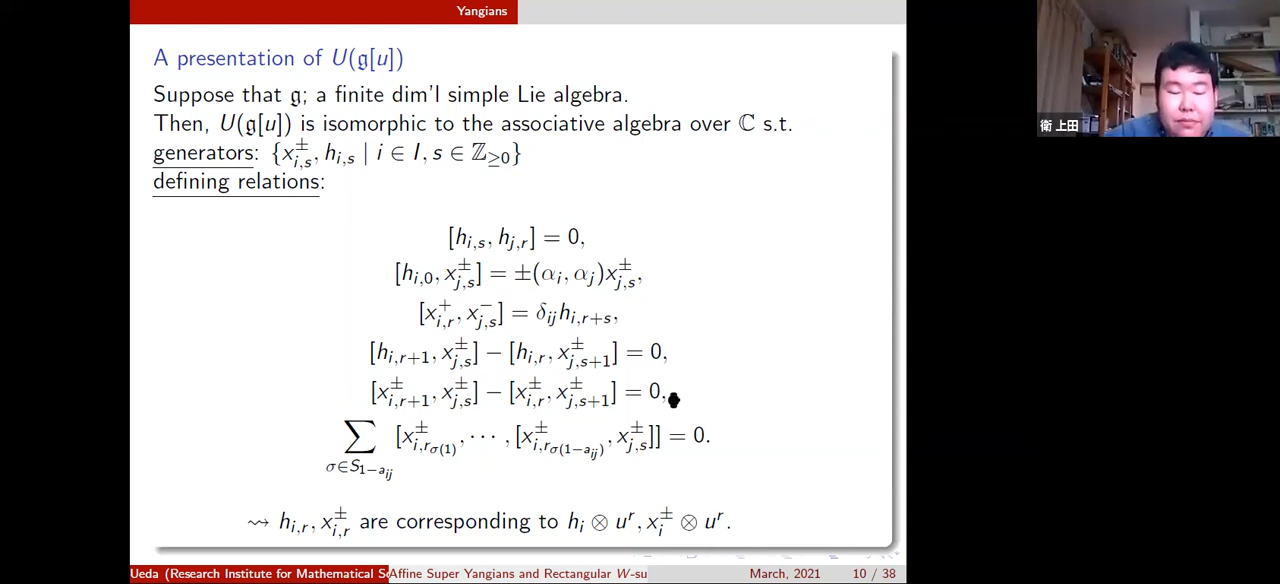 Yangians
A presentation of U(𝔤[u])
Suppose that 𝔤; a finite dim'l simple Lie algebra.
Then, U(𝔤[u]) is isomorphic to the associative algebra over ℂ s.t.
generators: {x^±_{i,s}, h_{i,s} | i ∈ I, s ∈ ℤ_{≥0}}
defining relations:
[h_{i,s}, h_{j,r}] = 0,
[h_{i,0}, x^±_{j,s}] = ±(α_i, α_j)x^±_{j,s},
[x^+_{i,r}, x^−_{j,s}] = δ_{ij}h_{i,r+s},
[h_{i,r+1}, x^±_{j,s}] − [h_{i,r}, x^±_{j,s+1}] = 0,
[x^±_{i,r+1}, x^±_{j,s}] − [x^±_{i,r}, x^±_{j,s+1}] = 0,
∑_{σ∈S_{1−a_{ij}}} [x^±_{i,r_{σ(1)}}, ⋯ , [x^±_{i,r_{σ(1−a_{ij})}}, x^±_{j,s}]] = 0.
⇝ h_{i,r}, x^±_{i,r} are corresponding to h_i ⊗ u^r, x^±_i ⊗ u^r.
衛 上田
Ueda (Research Institute for Mathematical S Affine Super Yangians and Rectangular W-su March, 2021 10 / 38